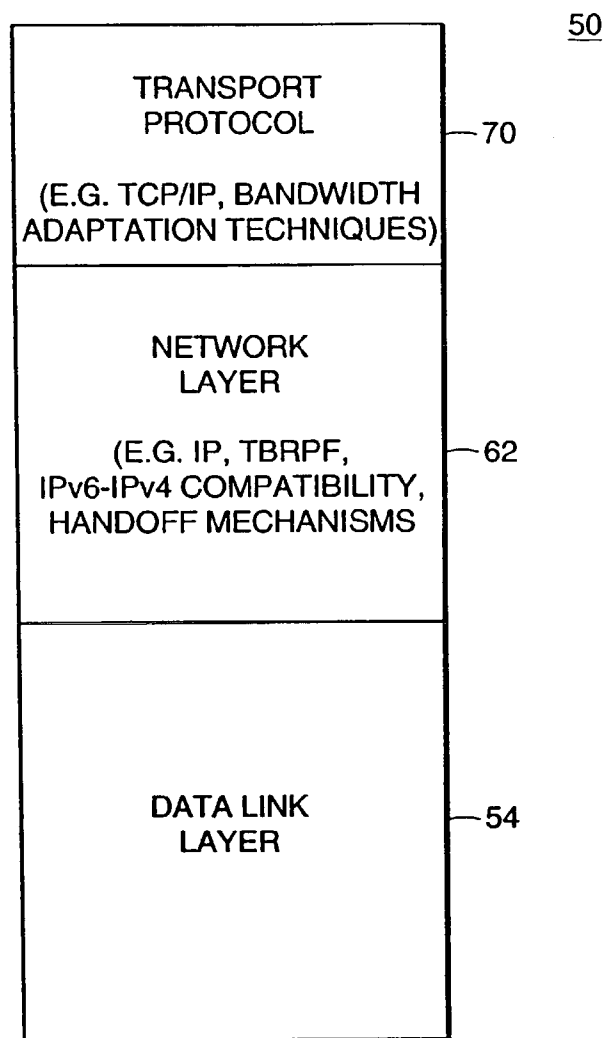 50
TRANSPORT
PROTOCOL
70
(E.G. TCP/IP, BANDWIDTH
ADAPTATION TECHNIQUES)
NETWORK
LAYER
(E.G. IP, TBRPF,
62
IPv6-IPv4 COMPATIBILITY,
HANDOFF MECHANISMS
DATA LINK
LAYER
54